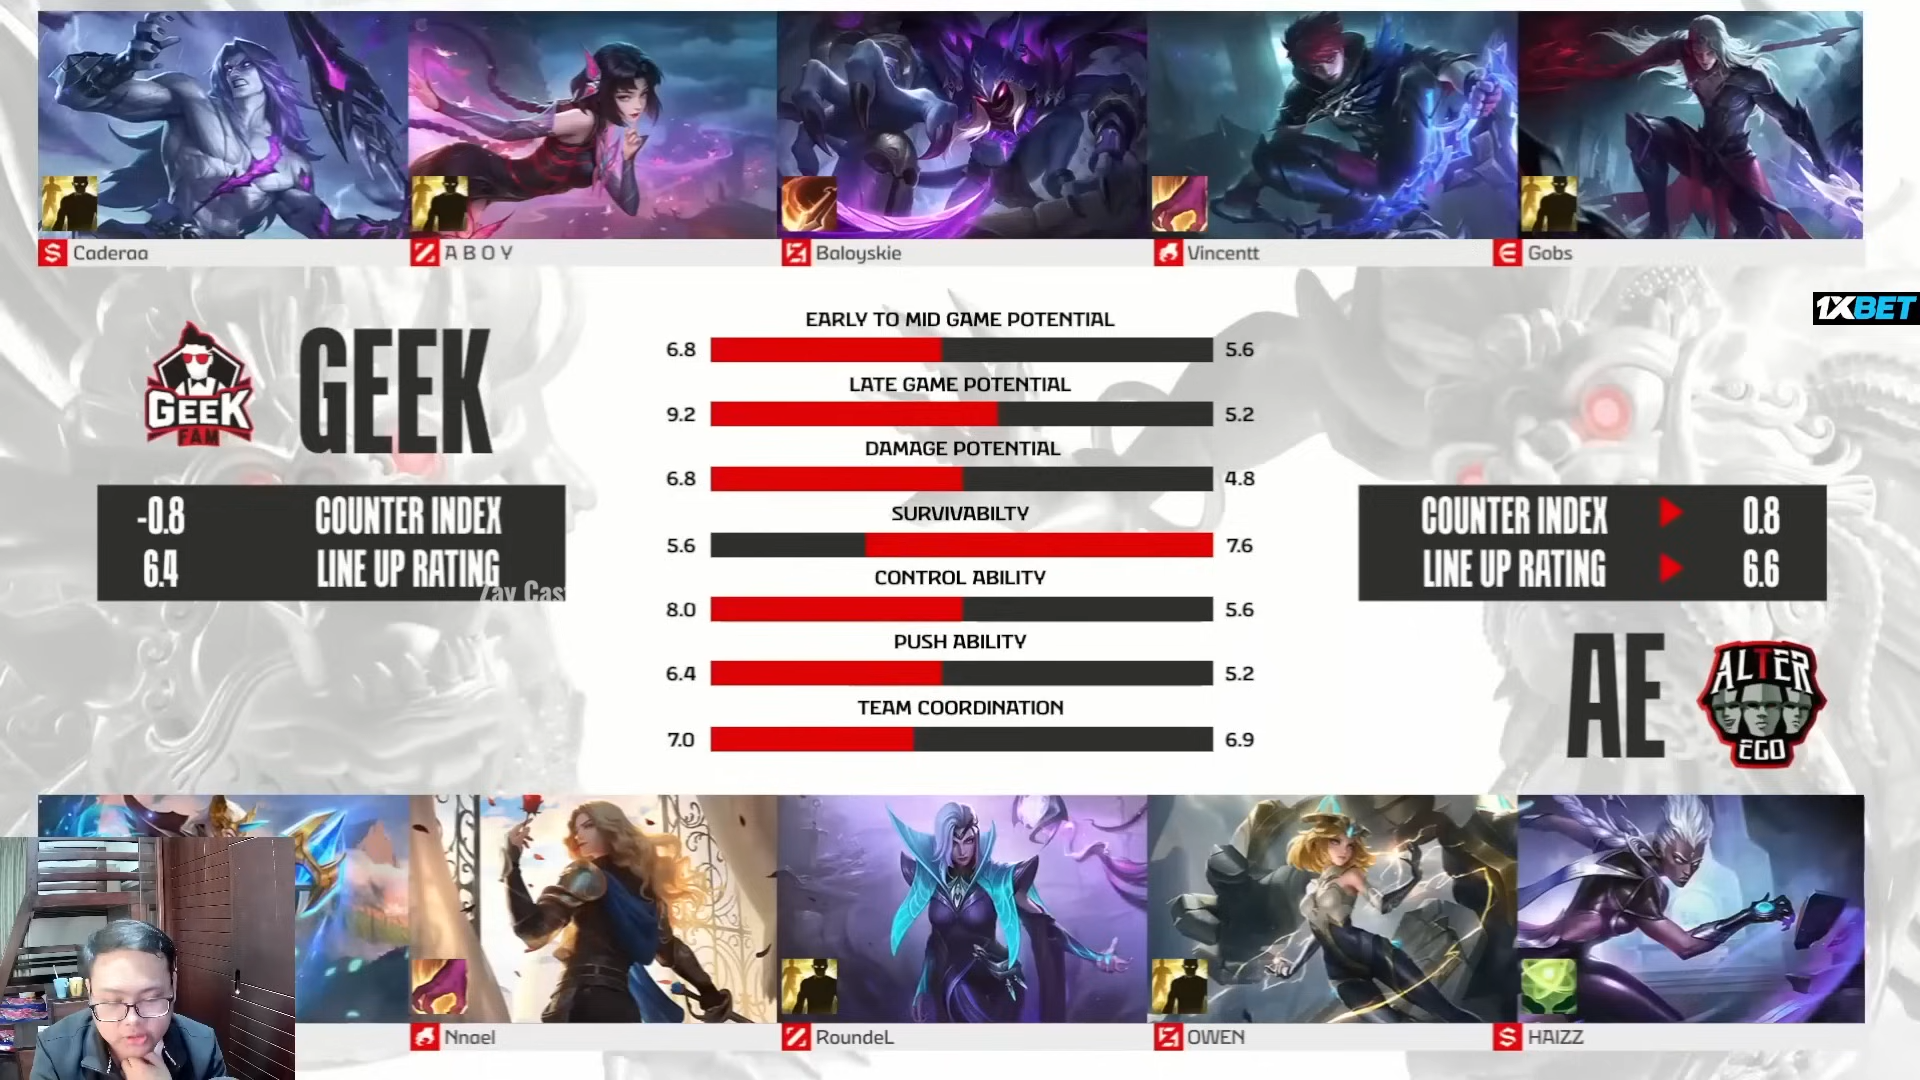 Caderaa
A B O Y
Baloyskie
Vincentt
Gobs
1XBET
EARLY TO MID GAME POTENTIAL
6.8 5.6
LATE GAME POTENTIAL
9.2 5.2
DAMAGE POTENTIAL
6.8 4.8
SURVIVABILTY
5.6 7.6
CONTROL ABILITY
8.0 5.6
PUSH ABILITY
6.4 5.2
TEAM COORDINATION
7.0 6.9
GEEK
FAM
GEEK
-0.8 COUNTER INDEX
6.4 LINE UP RATING
Zay Cas
COUNTER INDEX 0.8
LINE UP RATING 6.6
AE
ALTER
EGO
Nnael
RoundeL
OWEN
HAIZZ